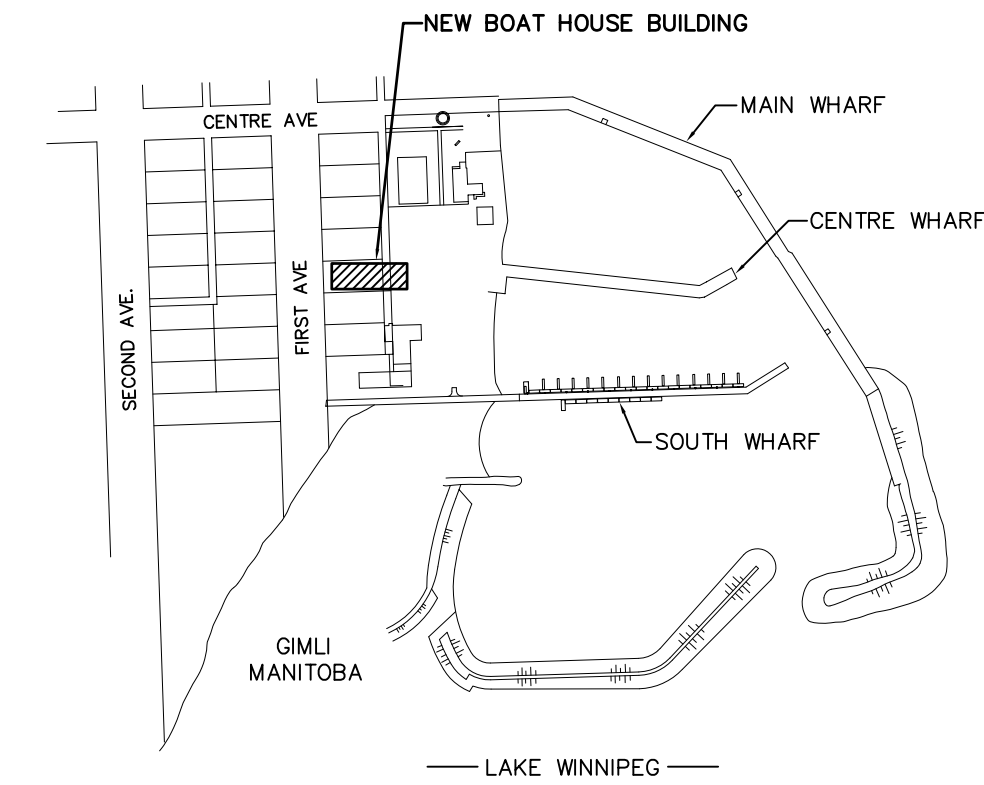 NEW BOAT HOUSE BUILDING
MAIN WHARF
CENTRE AVE
CENTRE WHARF
SECOND AVE.
FIRST AVE
SOUTH WHARF
GIMLI
MANITOBA
LAKE WINNIPEG